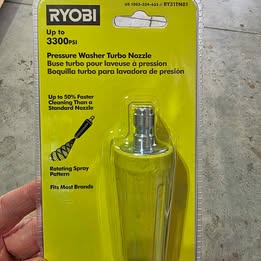 RYOBI
RY31TN01
Up to
3300PSI
Pressure Washer Turbo Nozzle
Buse turbo pour laveuse à pression
Boquilla turbo para lavadora de presión
Up to 50% Faster
Cleaning Than a
Standard Nozzle
Rotating Spray
Pattern
Fits Most Brands